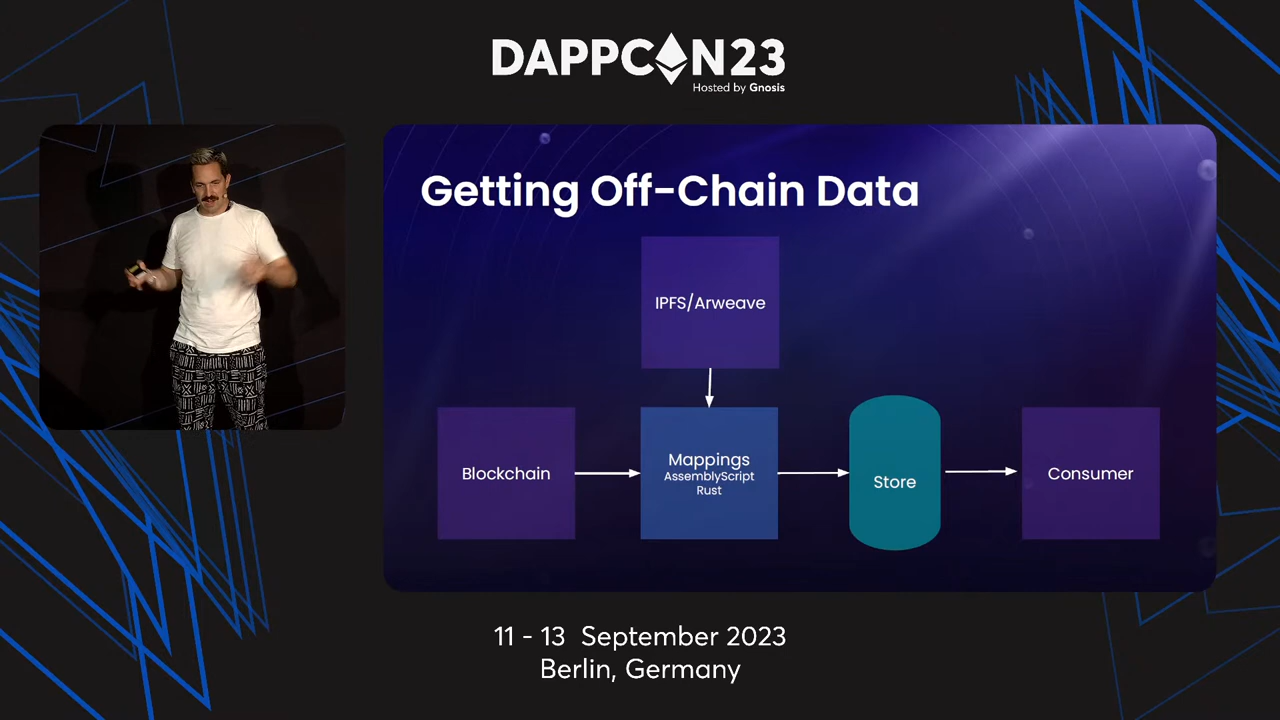 DAPPCON23
Hosted by Gnosis
Getting Off-Chain Data
IPFS/Arweave
Blockchain
Mappings
AssemblyScript
Rust
Store
Consumer
11 - 13 September 2023
Berlin, Germany